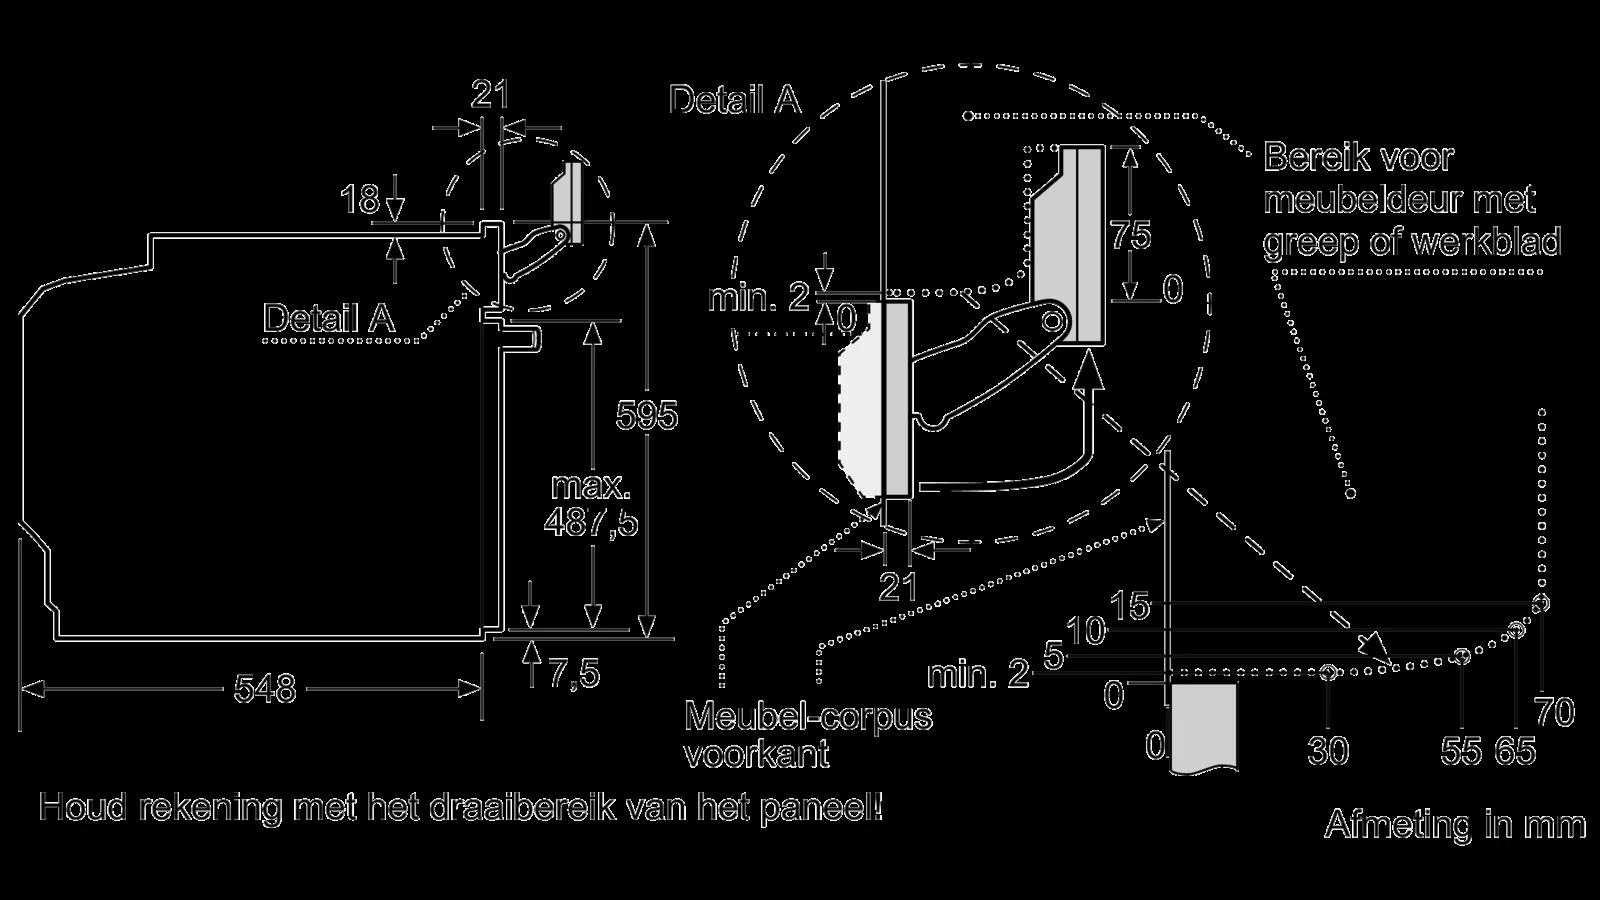 21
18
Detail A
595
max.
487,5
7,5
548
Detail A
min. 2
0
75
0
21
Bereik voor
meubeldeur met
greep of werkblad
Meubel-corpus
voorkant
15
10
5
min. 2
0
0
30
55
65
70
Houd rekening met het draaibereik van het paneel!
Afmeting in mm